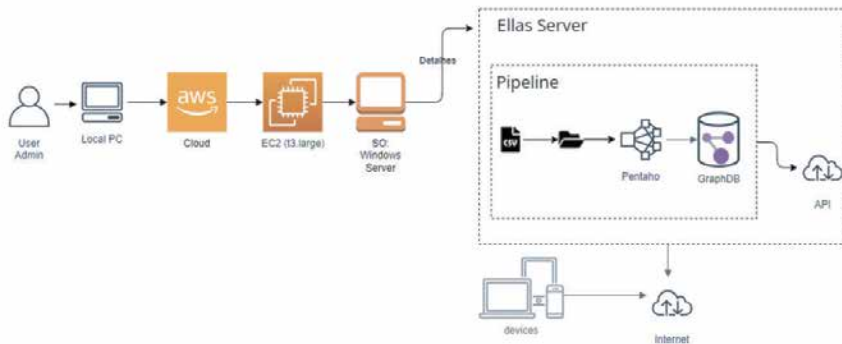 Ellas Server
Detalhes
Pipeline
aws
CSV
User
Admin
Local PC
Cloud
EC2 (t3.large)
SO:
Windows
Server
Pentaho
GraphDB
API
devices
Internet